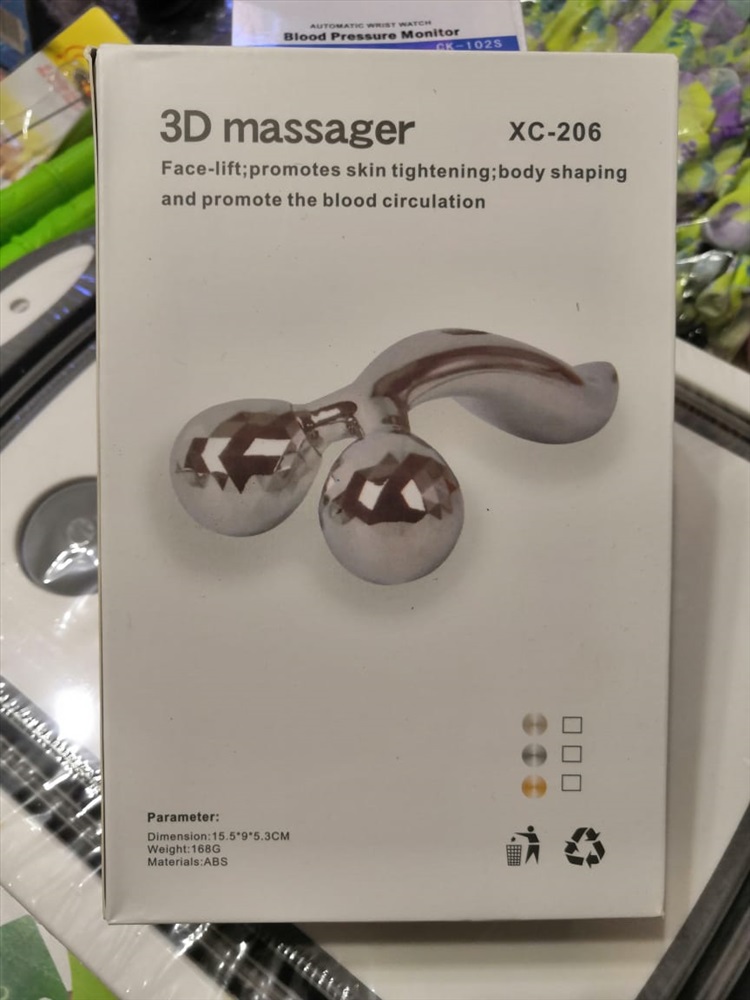 AUTOMATIC WRIST WATCH
Blood Pressure Monitor
CK-102S
3D massager
XC-206
Face-lift;promotes skin tightening;body shaping
and promote the blood circulation
Parameter:
Dimension:15.5*9*5.3CM
Weight:168G
Materials:ABS